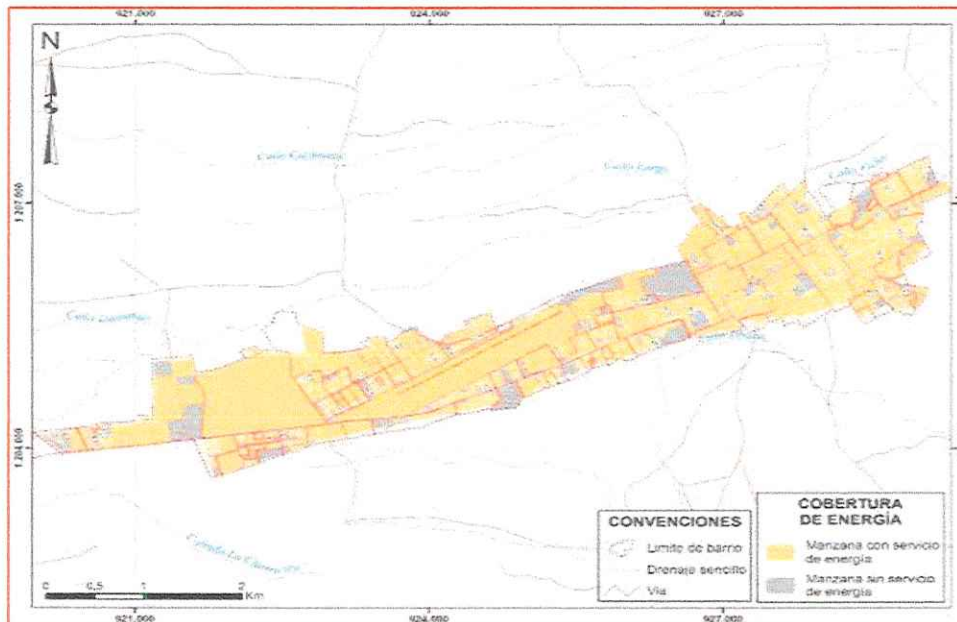 921.000 924.000 927.000
N
1.207.000
1.204.000
CONVENCIONES
Limite de barrio
Drenaje sencillo
Vía
COBERTURA
DE ENERGÍA
Manzana con servicio
de energía
Manzana sin servicio
de energía
0 0,5 1 2
Km
921.000 924.000 927.000